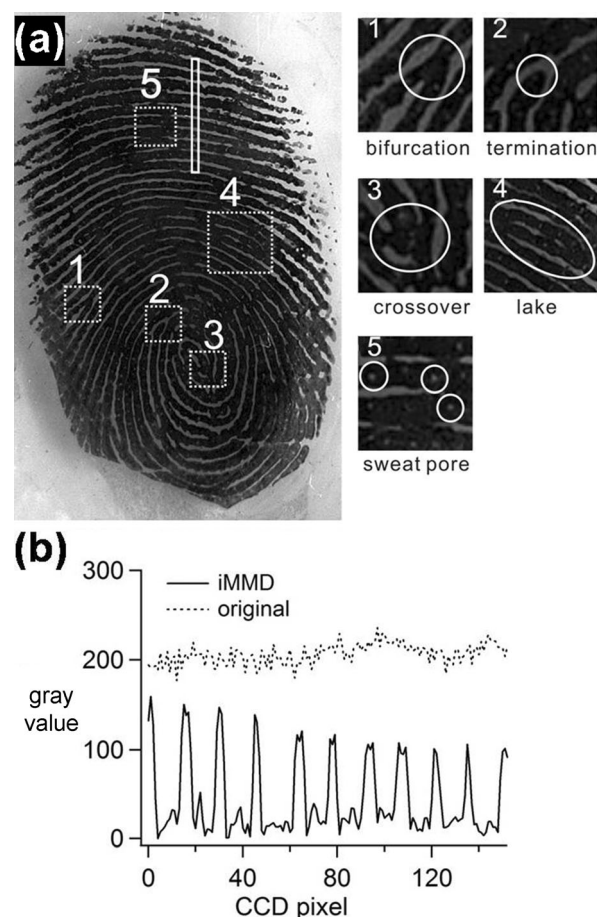 (a)
5
4
1
2
3
1
2
bifurcation
termination
3
4
crossover
lake
5
sweat pore
(b)
300
iMMD
original
200
gray
value
100
0
0
40
80
120
CCD pixel